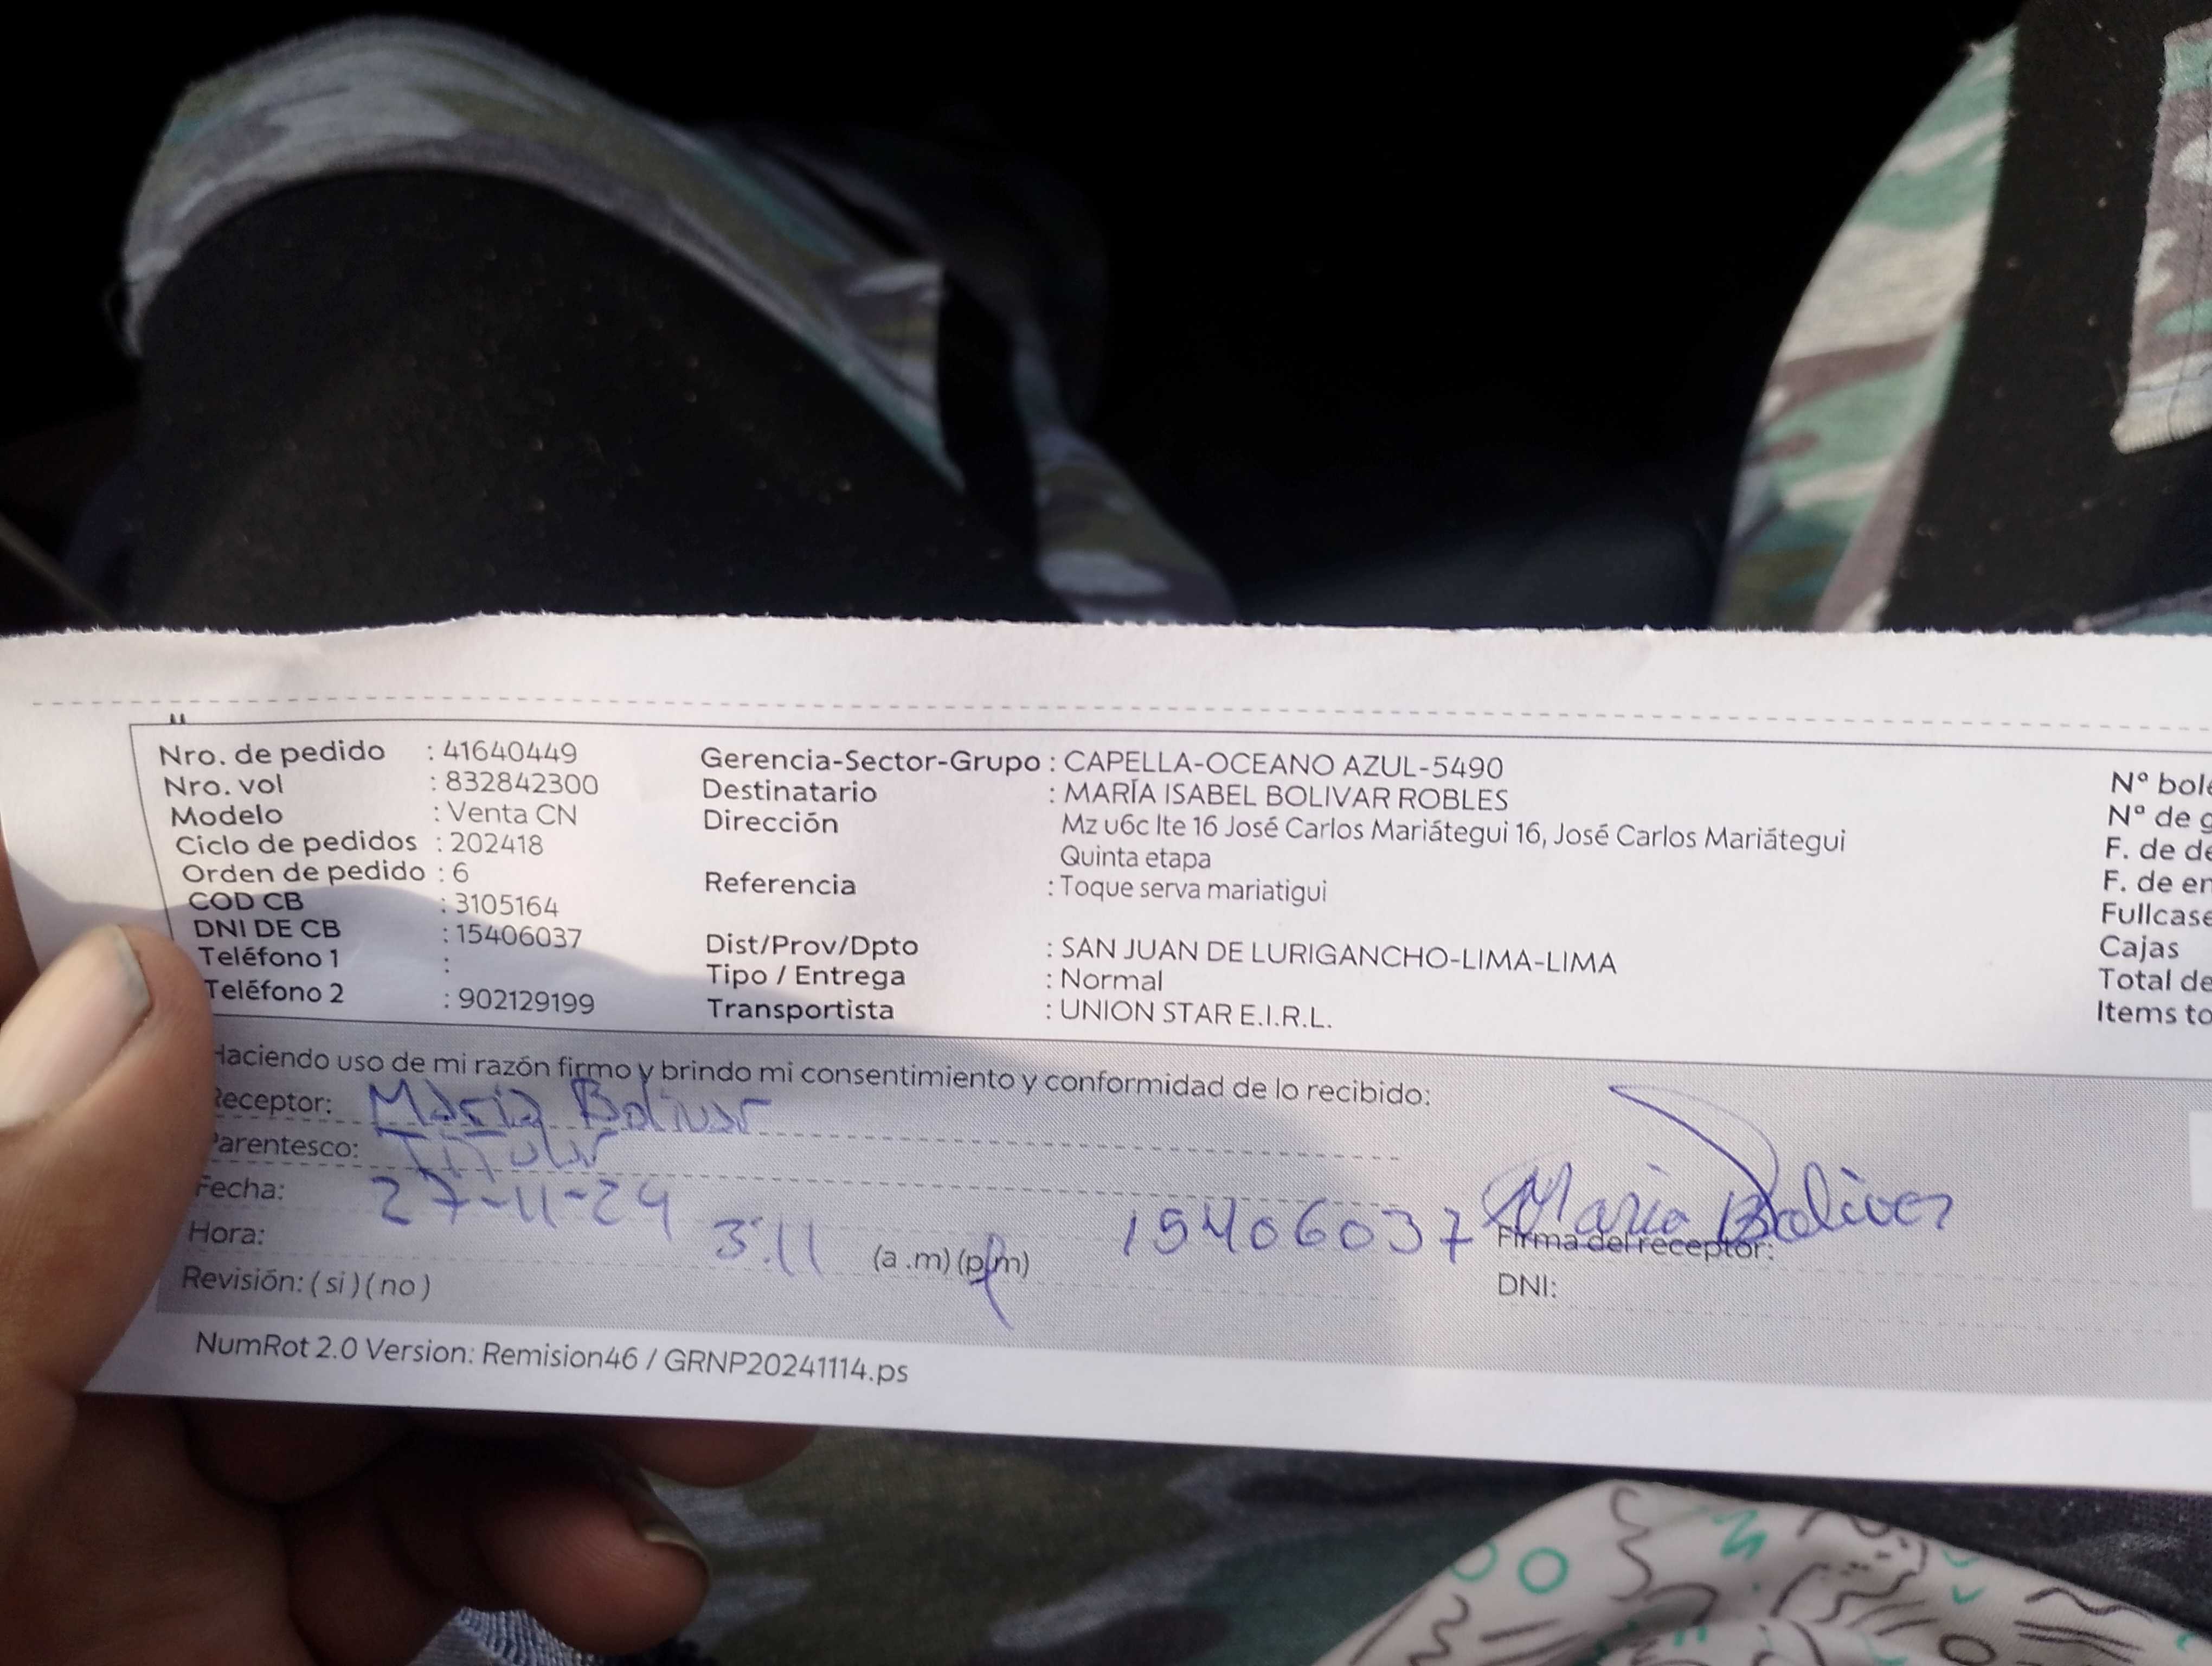 Nro. de pedido : 41640449
Nro. vol : 832842300
Modelo : Venta CN
Ciclo de pedidos : 202418
Orden de pedido : 6
COD CB : 3105164
DNI DE CB : 15406037
Teléfono 1 :
Teléfono 2 : 902129199
Gerencia-Sector-Grupo : CAPELLA-OCEANO AZUL-5490
Destinatario : MARÍA ISABEL BOLIVAR ROBLES
Dirección Mz u6c lte 16 José Carlos Mariátegui 16, José Carlos Mariátegui
Quinta etapa
Referencia : Toque serva mariatigui
Dist/Prov/Dpto : SAN JUAN DE LURIGANCHO-LIMA-LIMA
Tipo / Entrega : Normal
Transportista : UNION STAR E.I.R.L.
N° bole
N° de g
F. de de
F. de en
Fullcase
Cajas
Total de
Items to
Haciendo uso de mi razón firmo y brindo mi consentimiento y conformidad de lo recibido:
Receptor: Maria Bolivar
Parentesco: Titular
Fecha: 27-11-24
Hora: 3:11 (a .m) (p.m)
Revisión: ( si ) ( no )
15406037 Maria Bolivar
Firma del receptor:
DNI:
NumRot 2.0 Version: Remision46 / GRNP20241114.ps